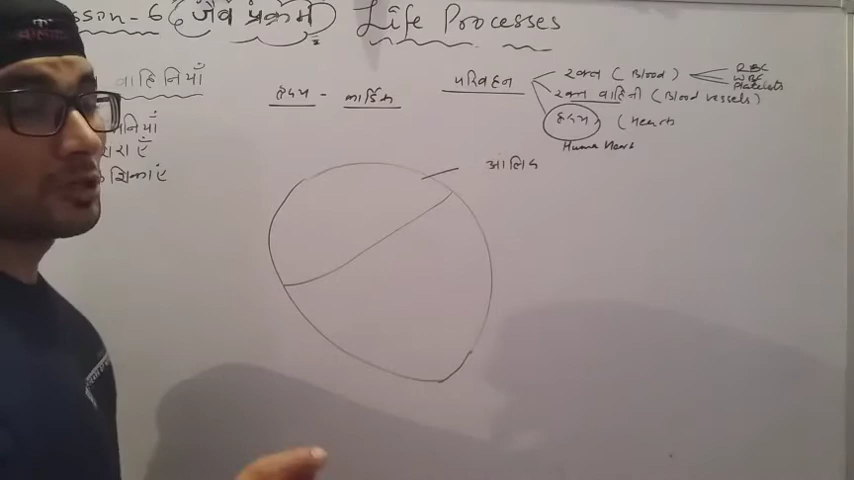 sson-6 जैव प्रक्रम Life Processes
वाहिनियाँ
नियाँ
राएँ
शिकाएं
हृदय - कार्डिक
परिवहन
रक्त (Blood)
RBC
WBC
Platelets
रक्त वाहिनी (Blood vessels)
हृदय (Heart
Human Heart
आलिंद